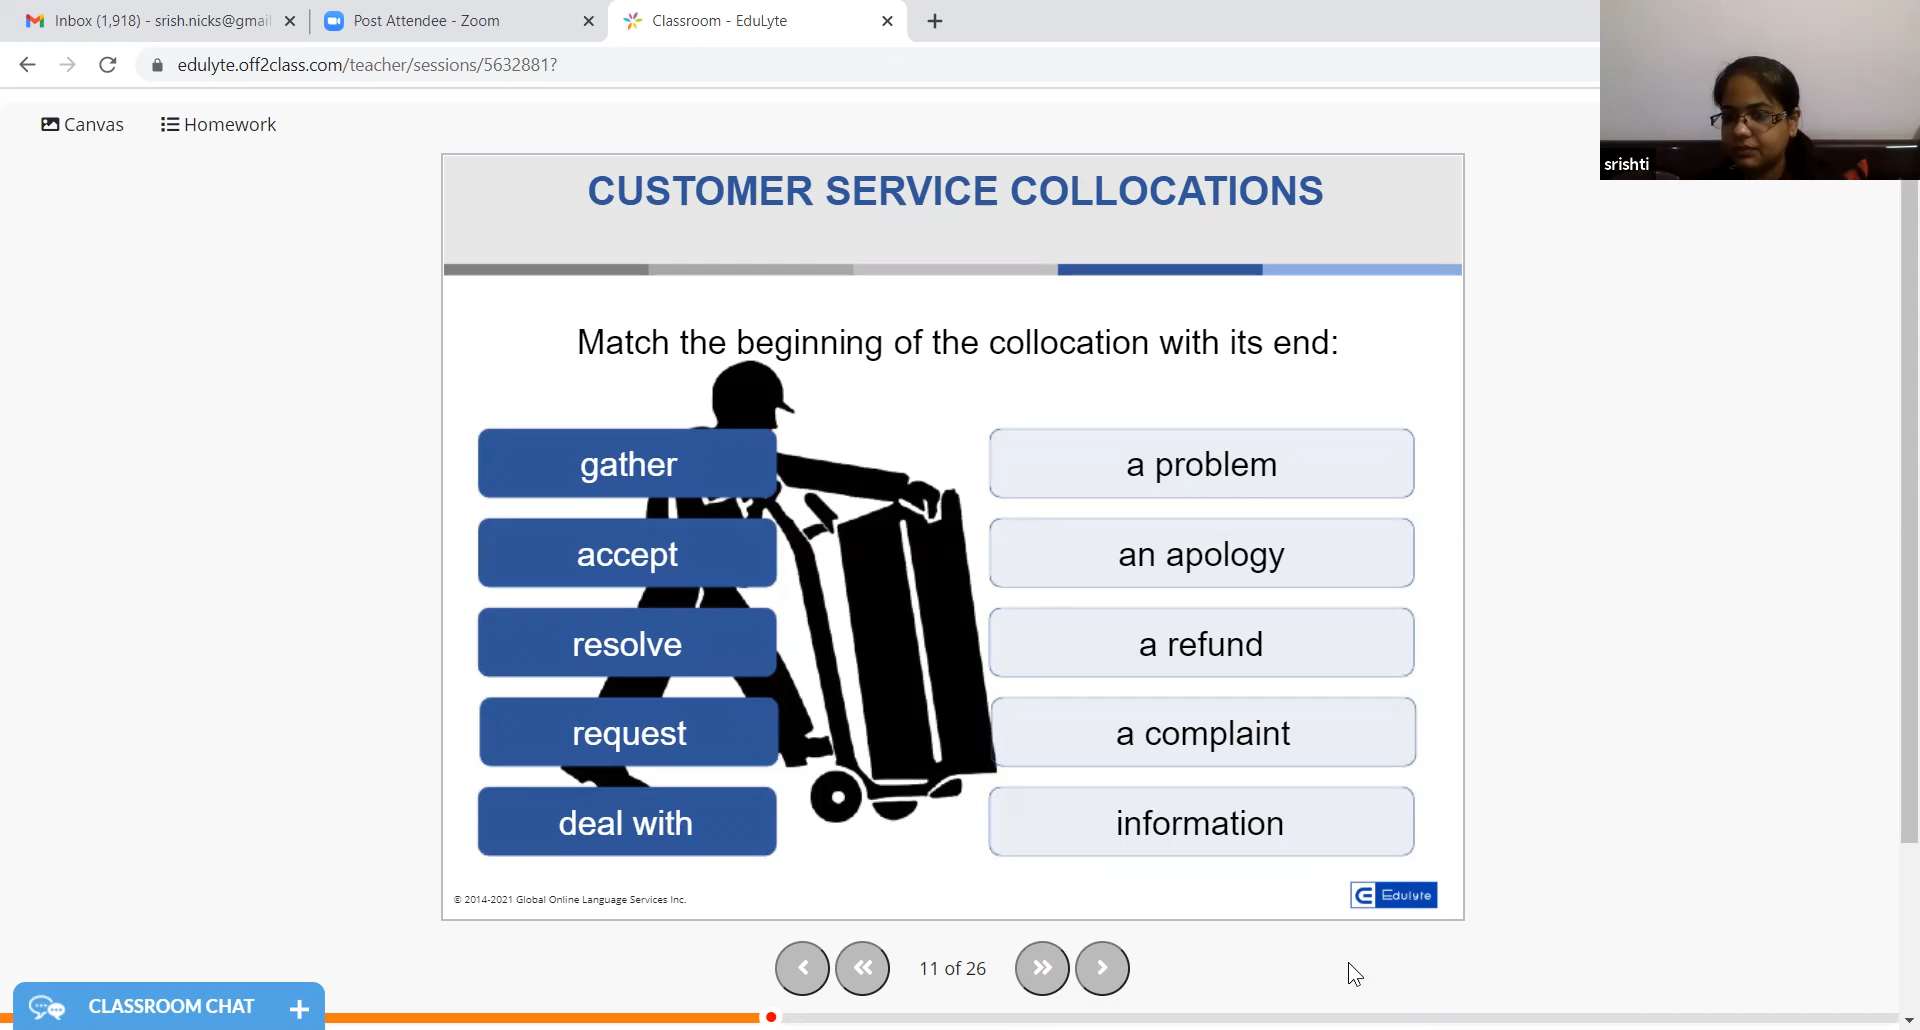 Inbox (1,918) - srish.nicks@gmai
Post Attendee - Zoom
Classroom - EduLyte
edulyte.off2class.com/teacher/sessions/5632881?
srishti
Canvas
Homework
CUSTOMER SERVICE COLLOCATIONS
Match the beginning of the collocation with its end:
gather
a problem
accept
an apology
resolve
a refund
request
a complaint
deal with
information
© 2014-2021 Global Online Language Services Inc.
Edulyte
11 of 26
CLASSROOM CHAT +